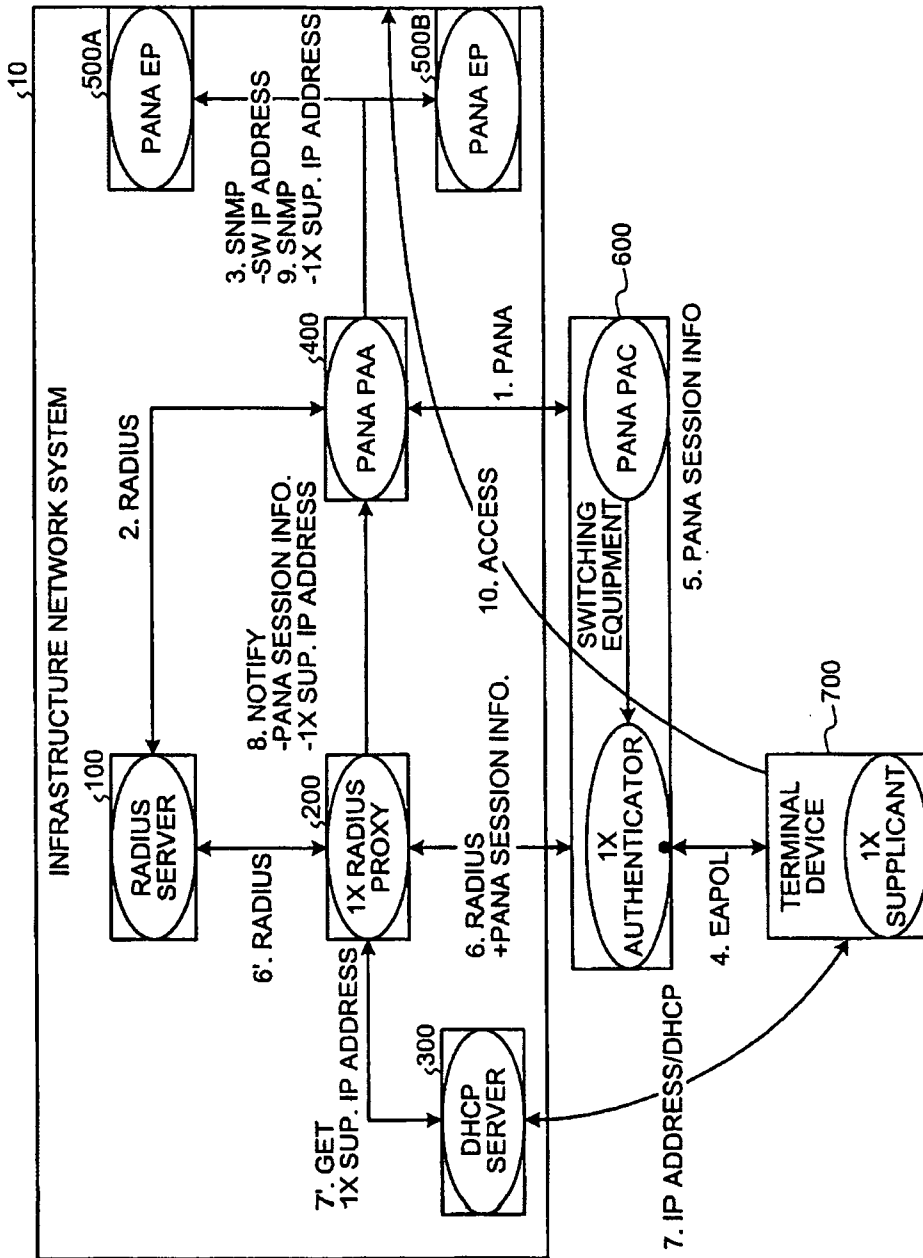 10
INFRASTRUCTURE NETWORK SYSTEM
100
RADIUS
SERVER
2. RADIUS
500A
PANA EP
6'. RADIUS
3. SNMP
-SW IP ADDRESS
9. SNMP
-1X SUP. IP ADDRESS
8. NOTIFY
-PANA SESSION INFO.
-1X SUP. IP ADDRESS
7'. GET
1X SUP. IP ADDRESS
200
1X RADIUS
PROXY
400
PANA PAA
500B
PANA EP
300
DHCP
SERVER
6. RADIUS
+PANA SESSION INFO.
10. ACCESS
1. PANA
600
1X
AUTHENTICATOR
SWITCHING
EQUIPMENT
PANA PAC
5. PANA SESSION INFO
4. EAPOL
700
TERMINAL
DEVICE
1X
SUPPLICANT
7. IP ADDRESS/DHCP